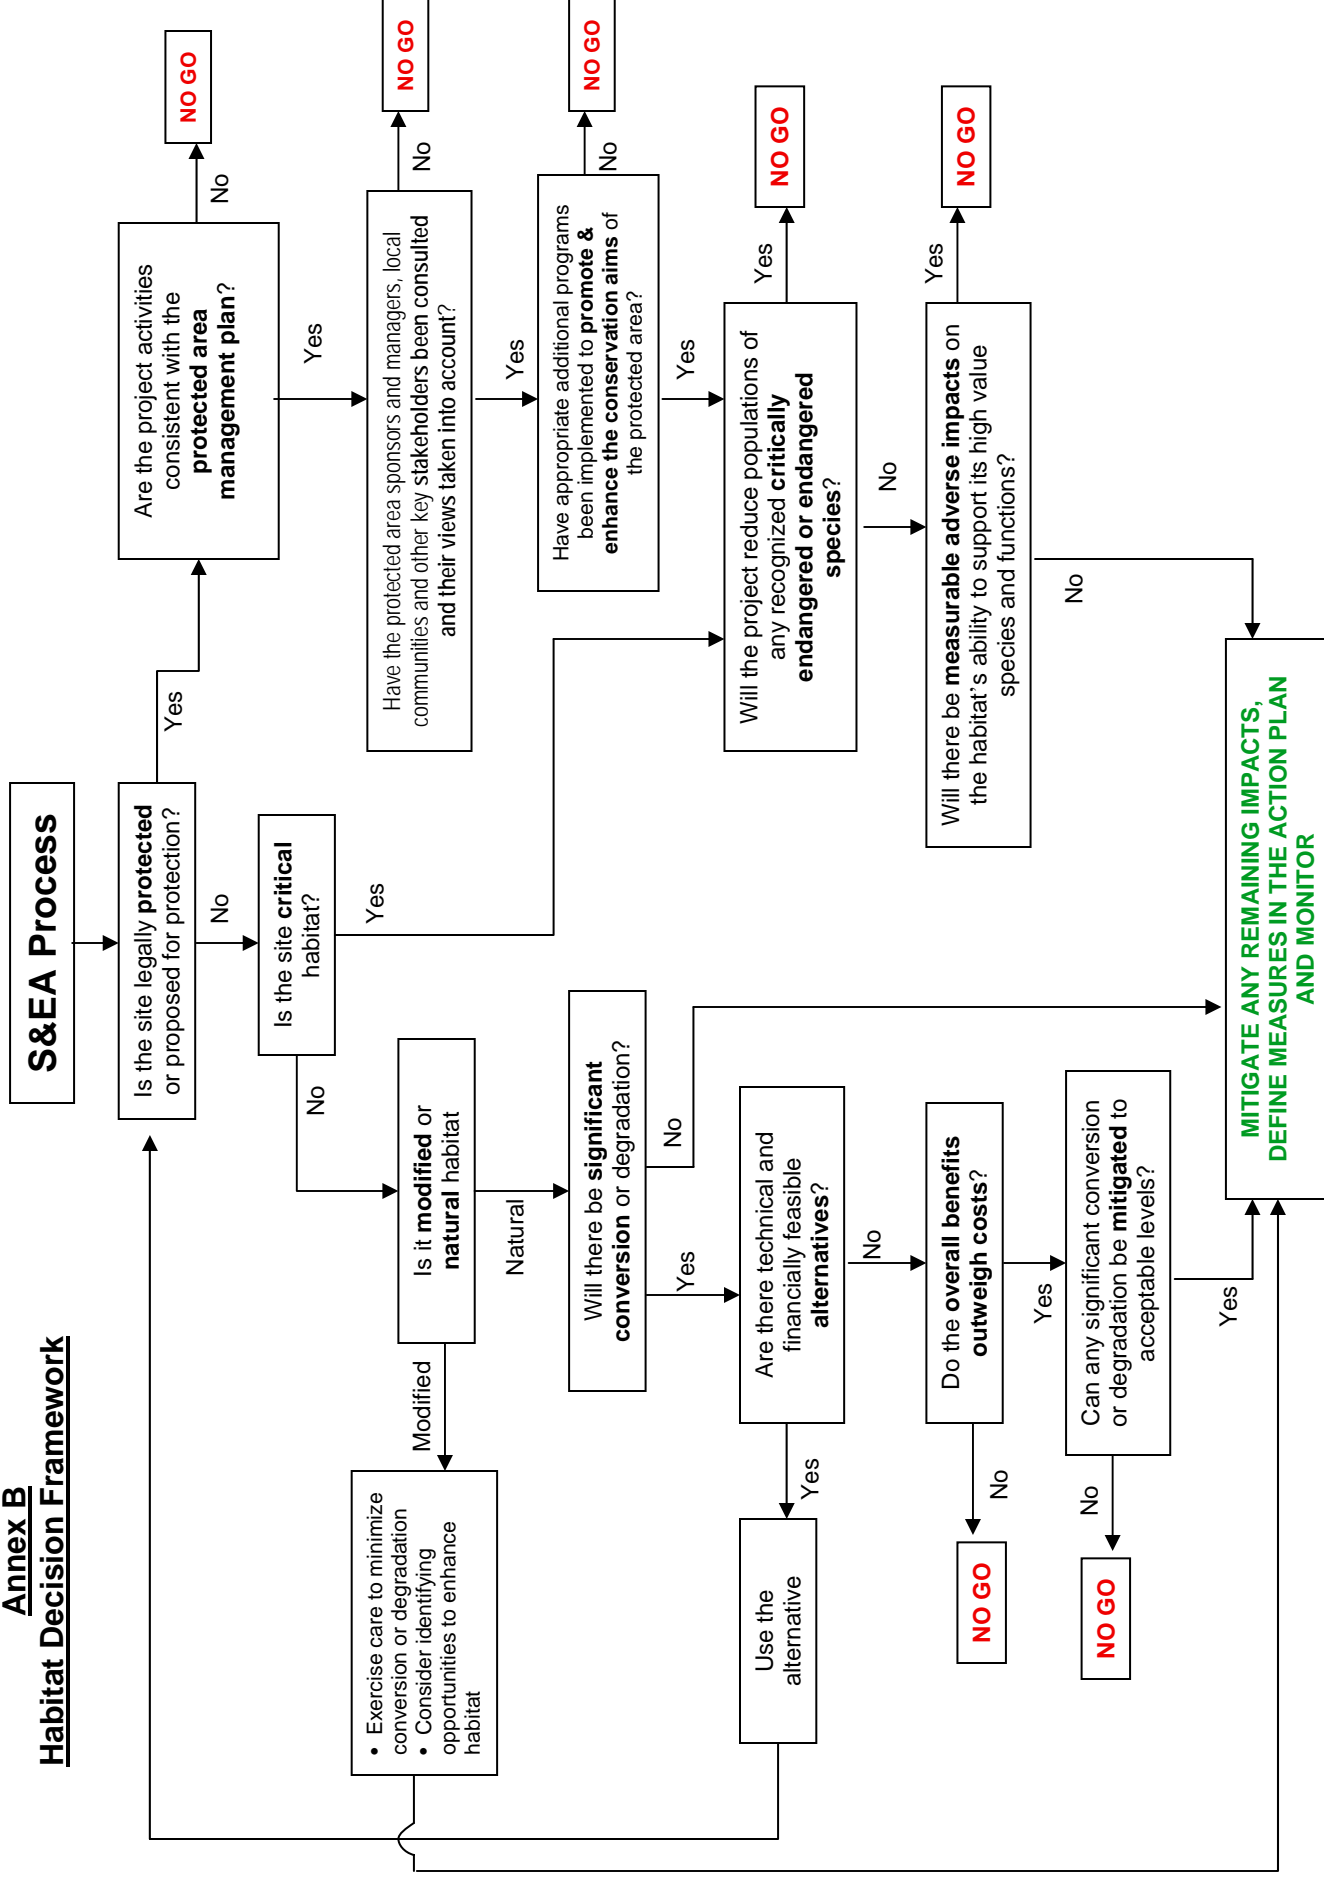 Annex B
Habitat Decision Framework
S&EA Process
Is the site legally protected
or proposed for protection?
Yes
No
Are the project activities
consistent with the
protected area
management plan?
No
NO GO
Yes
Is the site critical
habitat?
No
Yes
Have the protected area sponsors and managers, local
communities and other key stakeholders been consulted
and their views taken into account?
No
NO GO
Yes
• Exercise care to minimize
conversion or degradation
• Consider identifying
opportunities to enhance
habitat
Modified
Is it modified or
natural habitat
Natural
Have appropriate additional programs
been implemented to promote &
enhance the conservation aims of
the protected area?
No
NO GO
Yes
Will there be significant
conversion or degradation?
Yes
No
Use the
alternative
Yes
Are there technical and
financially feasible
alternatives?
No
Will the project reduce populations of
any recognized critically
endangered or endangered
species?
Yes
NO GO
No
NO GO
No
Do the overall benefits
outweigh costs?
Yes
Will there be measurable adverse impacts on
the habitat's ability to support its high value
species and functions?
Yes
NO GO
No
NO GO
No
Can any significant conversion
or degradation be mitigated to
acceptable levels?
Yes
MITIGATE ANY REMAINING IMPACTS,
DEFINE MEASURES IN THE ACTION PLAN
AND MONITOR